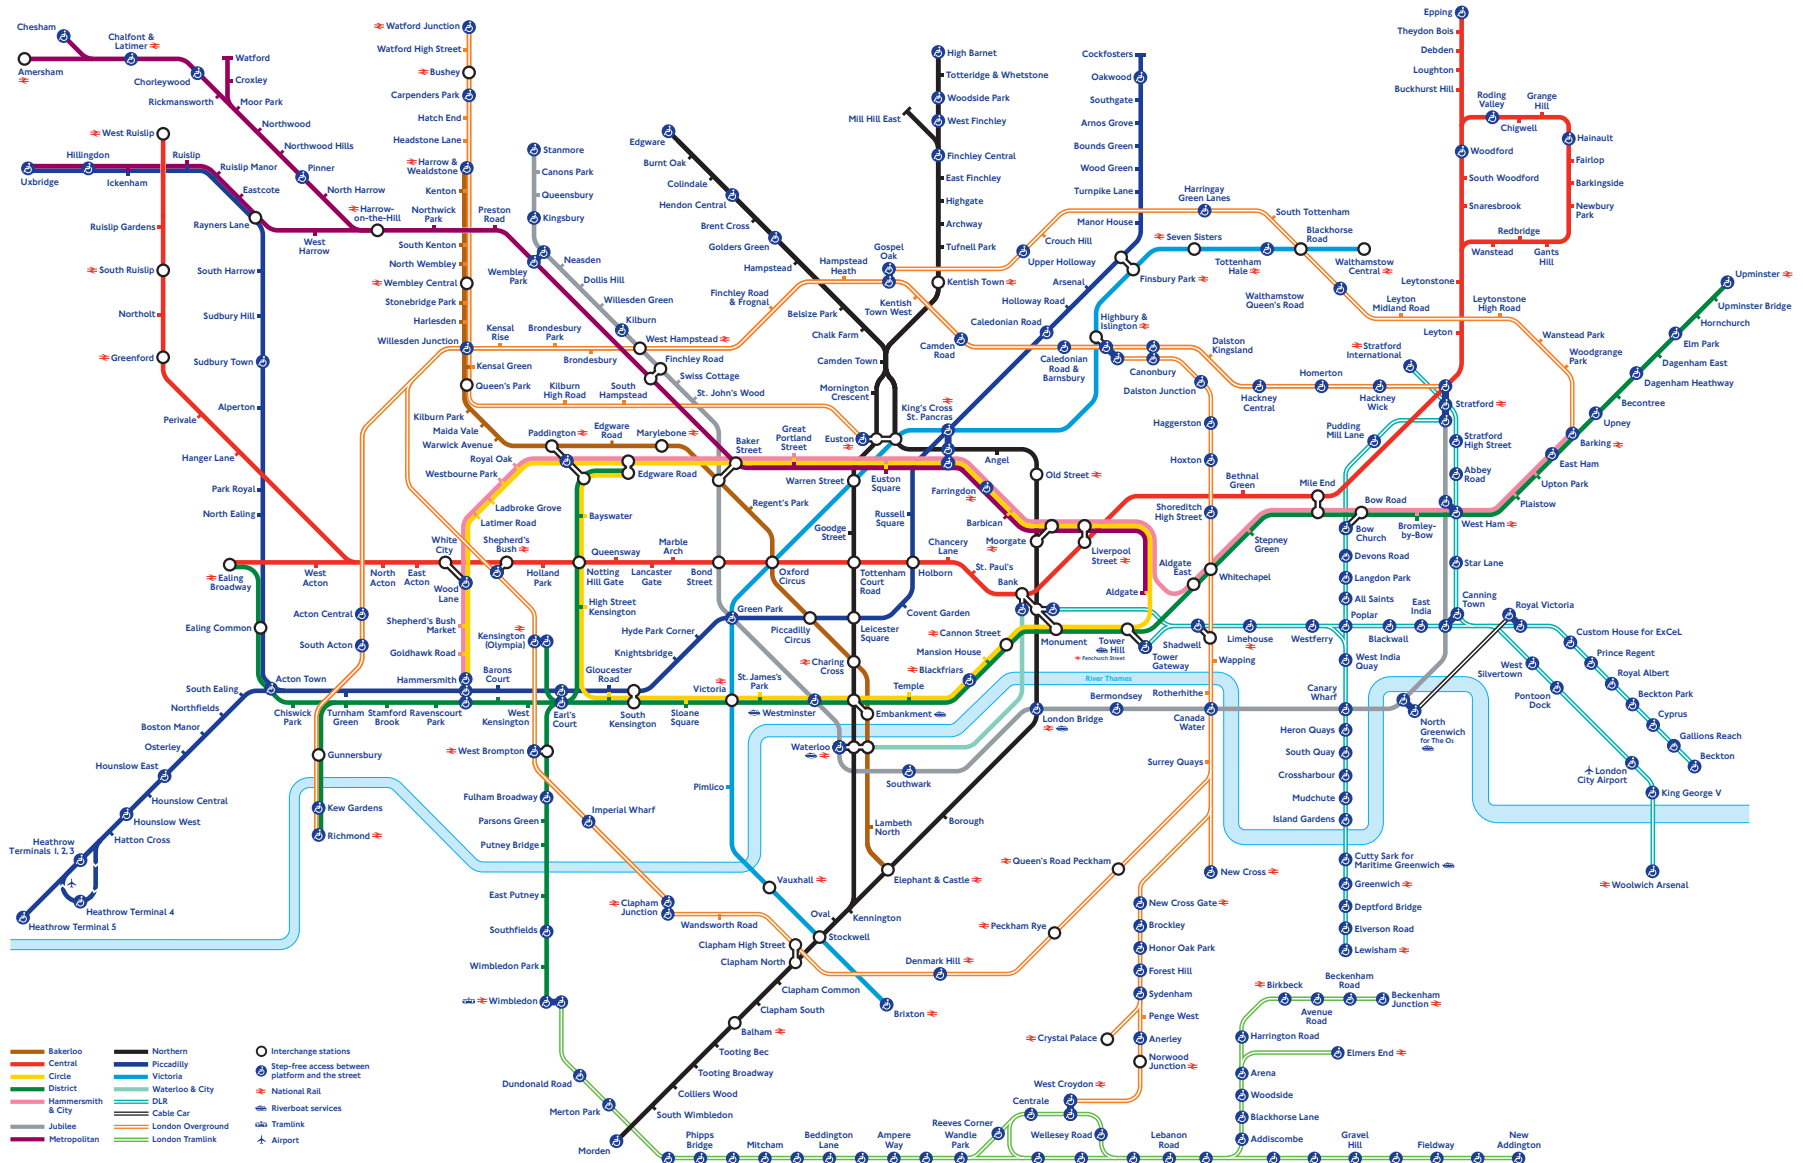 Chesham
Chalfont &
Latimer
Watford
Amersham
Chorleywood
Croxley
Rickmansworth
Moor Park
Northwood
Northwood Hills
Pinner
North Harrow
Harrow-
on-the-Hill
Northwick
Park
Preston
Road
West Ruislip
Hillingdon
Ruislip
Ruislip Manor
Uxbridge
Ickenham
Eastcote
Rayners Lane
West
Harrow
Ruislip Gardens
South Ruislip
Northolt
Greenford
Perivale
Hanger Lane
South Harrow
Sudbury Hill
Sudbury Town
Alperton
Park Royal
North Ealing
Ealing
Broadway
Ealing Common
West
Acton
North
Acton
East
Acton
White
City
Wood
Lane
Shepherd's
Bush
Holland
Park
Notting
Hill Gate
Queensway
Lancaster
Gate
Marble
Arch
Bond
Street
Oxford
Circus
Tottenham
Court
Road
Holborn
Chancery
Lane
St. Paul's
Bank
Watford Junction
Watford High Street
Bushey
Carpenders Park
Hatch End
Headstone Lane
Harrow &
Wealdstone
Kenton
South Kenton
North Wembley
Wembley Central
Stonebridge Park
Harlesden
Willesden Junction
Kensal Green
Queen's Park
Kilburn Park
Maida Vale
Warwick Avenue
Royal Oak
Westbourne Park
Ladbroke Grove
Latimer Road
Kensal
Rise
Brondesbury
Park
Brondesbury
Kilburn
High Road
South
Hampstead
Paddington
Edgware
Road
Marylebone
Edgware Road
Bayswater
High Street
Kensington
Stanmore
Canons Park
Queensbury
Kingsbury
Wembley
Park
Neasden
Dollis Hill
Willesden Green
Kilburn
West Hampstead
Finchley Road
Swiss Cottage
St. John's Wood
Baker
Street
Great
Portland
Street
Regent's Park
Finchley Road
& Frognal
Hampstead
Heath
Gospel
Oak
Kentish
Town West
Camden
Road
Edgware
Burnt Oak
Colindale
Hendon Central
Brent Cross
Golders Green
Hampstead
Belsize Park
Chalk Farm
Camden Town
Mornington
Crescent
Euston
Warren Street
Euston
Square
King's Cross
St. Pancras
Goodge
Street
Russell
Square
Angel
Old Street
Farringdon
Barbican
Moorgate
Liverpool
Street
High Barnet
Totteridge & Whetstone
Woodside Park
West Finchley
Mill Hill East
Finchley Central
East Finchley
Highgate
Archway
Tufnell Park
Kentish Town
Cockfosters
Oakwood
Southgate
Arnos Grove
Bounds Green
Wood Green
Turnpike Lane
Manor House
Finsbury Park
Arsenal
Holloway Road
Caledonian Road
Crouch Hill
Upper Holloway
Harringay
Green Lanes
South Tottenham
Seven Sisters
Tottenham
Hale
Blackhorse
Road
Walthamstow
Central
Walthamstow
Queen's Road
Leyton
Midland Road
Leytonstone
High Road
Wanstead Park
Woodgrange
Park
Highbury &
Islington
Caledonian
Road &
Barnsbury
Canonbury
Dalston
Kingsland
Dalston Junction
Haggerston
Hoxton
Shoreditch
High Street
Hackney
Central
Homerton
Hackney
Wick
Epping
Theydon Bois
Debden
Loughton
Buckhurst Hill
Roding
Valley
Chigwell
Grange
Hill
Hainault
Fairlop
Barkingside
Newbury
Park
Woodford
South Woodford
Snaresbrook
Redbridge
Wanstead
Gants
Hill
Leytonstone
Leyton
Stratford
International
Stratford
Pudding
Mill Lane
Stratford
High Street
Abbey
Road
West Ham
Star Lane
Upminster
Upminster Bridge
Hornchurch
Elm Park
Dagenham East
Dagenham Heathway
Becontree
Upney
Barking
East Ham
Upton Park
Plaistow
Bromley-
by-Bow
Bow Road
Mile End
Bethnal
Green
Stepney
Green
Bow
Church
Devons Road
Langdon Park
All Saints
Poplar
East
India
Canning
Town
Blackwall
Royal Victoria
Custom House for ExCeL
Prince Regent
Royal Albert
Beckton Park
Cyprus
Gallions Reach
Beckton
West
Silvertown
Pontoon
Dock
London
City Airport
King George V
Woolwich Arsenal
Westferry
Limehouse
Shadwell
Whitechapel
Aldgate
East
Aldgate
Tower
Hill
Fenchurch Street
Tower
Gateway
Monument
Cannon Street
Mansion House
Blackfriars
Temple
Embankment
Wapping
Rotherhithe
Canada
Water
Bermondsey
London Bridge
River Thames
West India
Quay
Canary
Wharf
Heron Quays
South Quay
Crossharbour
Mudchute
Island Gardens
Cutty Sark for
Maritime Greenwich
Greenwich
Deptford Bridge
Elverson Road
Lewisham
North
Greenwich
for The O2
Surrey Quays
New Cross
Queen's Road Peckham
Peckham Rye
Denmark Hill
New Cross Gate
Brockley
Honor Oak Park
Forest Hill
Sydenham
Penge West
Crystal Palace
Anerley
Norwood
Junction
West Croydon
Acton Central
South Acton
Shepherd's Bush
Market
Goldhawk Road
Hammersmith
Barons
Court
Kensington
(Olympia)
Gloucester
Road
Hyde Park Corner
Knightsbridge
Green Park
Piccadilly
Circus
Leicester
Square
Covent Garden
Charing
Cross
St. James's
Park
Victoria
Westminster
Waterloo
Southwark
Sloane
Square
South
Kensington
Earl's
Court
West
Kensington
Ravenscourt
Park
Stamford
Brook
Turnham
Green
Chiswick
Park
Acton Town
South Ealing
Northfields
Boston Manor
Osterley
Hounslow East
Hounslow Central
Hounslow West
Hatton Cross
Heathrow
Terminals 1, 2, 3
Heathrow Terminal 4
Heathrow Terminal 5
Gunnersbury
Kew Gardens
Richmond
West Brompton
Fulham Broadway
Parsons Green
Putney Bridge
East Putney
Southfields
Wimbledon Park
Wimbledon
Imperial Wharf
Clapham
Junction
Wandsworth Road
Clapham High Street
Clapham North
Pimlico
Vauxhall
Lambeth
North
Borough
Elephant & Castle
Kennington
Oval
Stockwell
Brixton
Clapham Common
Clapham South
Balham
Tooting Bec
Tooting Broadway
Colliers Wood
South Wimbledon
Morden
Dundonald Road
Merton Park
Phipps
Bridge
Mitcham
Beddington
Lane
Ampere
Way
Wandle
Park
Reeves Corner
Centrale
Wellesey Road
Lebanon
Road
Gravel
Hill
Fieldway
New
Addington
Addiscombe
Blackhorse Lane
Woodside
Arena
Elmers End
Harrington Road
Birkbeck
Avenue
Road
Beckenham
Road
Beckenham
Junction
Bakerloo
Central
Circle
District
Hammersmith
& City
Jubilee
Metropolitan
Northern
Piccadilly
Victoria
Waterloo & City
DLR
Cable Car
London Overground
London Tramlink
Interchange stations
Step-free access between
platform and the street
National Rail
Riverboat services
Tramlink
Airport